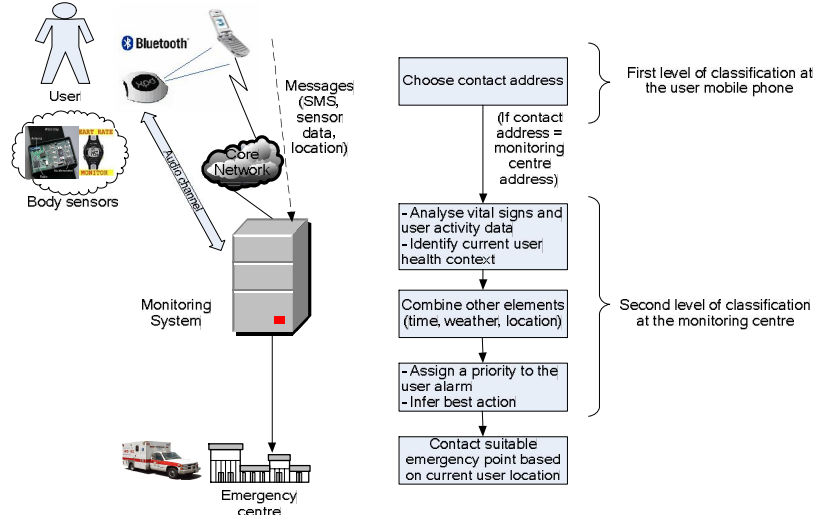 Bluetooth®
User
HEART RATE
MONITOR
Body sensors
Audio channel
Core
Network
Messages
(SMS,
sensor
data,
location)
Monitoring
System
Emergency
centre
Choose contact address
(If contact
address =
monitoring
centre
address)
- Analyse vital signs and
user activity data
- Identify current user
health context
Combine other elements
(time, weather, location)
- Assign a priority to the
user alarm
- Infer best action
Contact suitable
emergency point based
on current user location
First level of classification at
the user mobile phone
Second level of classification
at the monitoring centre